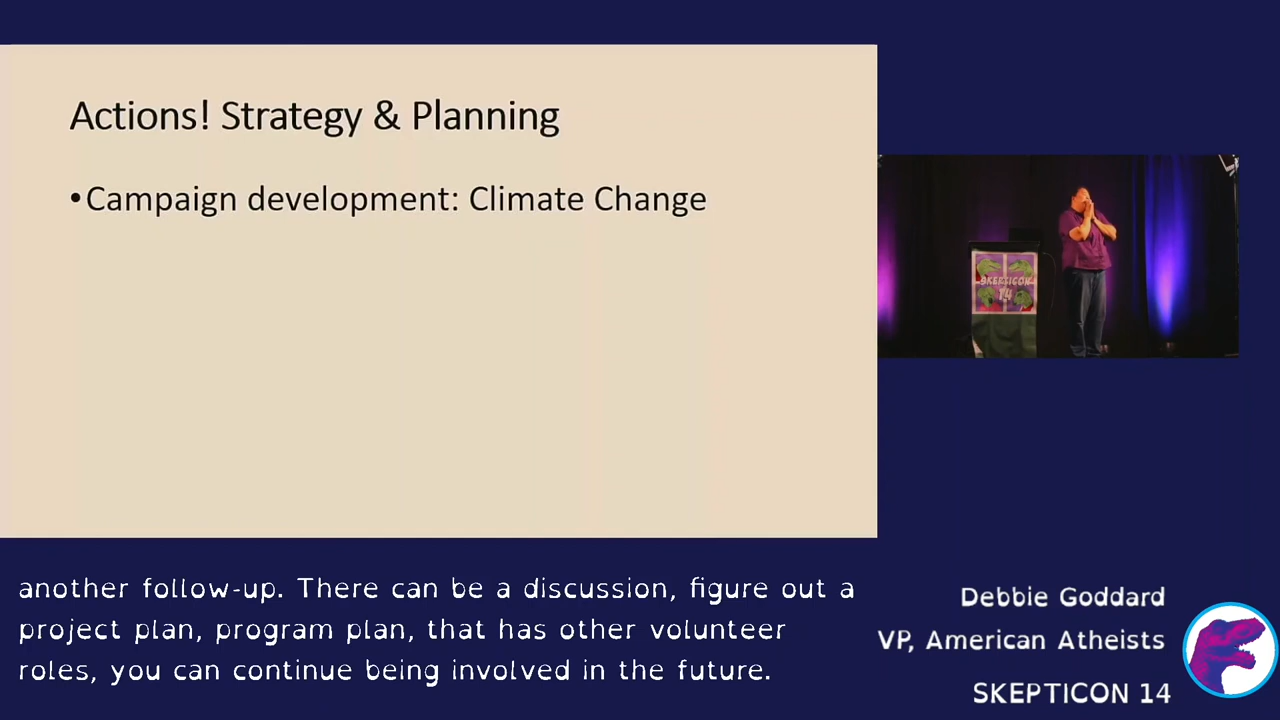 Actions! Strategy & Planning
•Campaign development: Climate Change
SKEPTICON
14
another follow-up. There can be a discussion, figure out a
project plan, program plan, that has other volunteer
roles, you can continue being involved in the future.
Debbie Goddard
VP, American Atheists
SKEPTICON 14